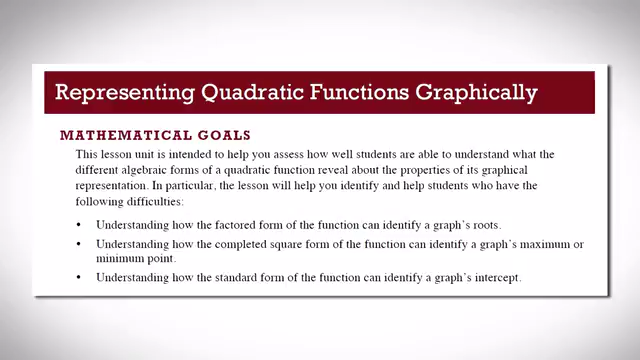 Representing Quadratic Functions Graphically
MATHEMATICAL GOALS
This lesson unit is intended to help you assess how well students are able to understand what the
different algebraic forms of a quadratic function reveal about the properties of its graphical
representation. In particular, the lesson will help you identify and help students who have the
following difficulties:
• Understanding how the factored form of the function can identify a graph's roots.
• Understanding how the completed square form of the function can identify a graph's maximum or
minimum point.
• Understanding how the standard form of the function can identify a graph's intercept.